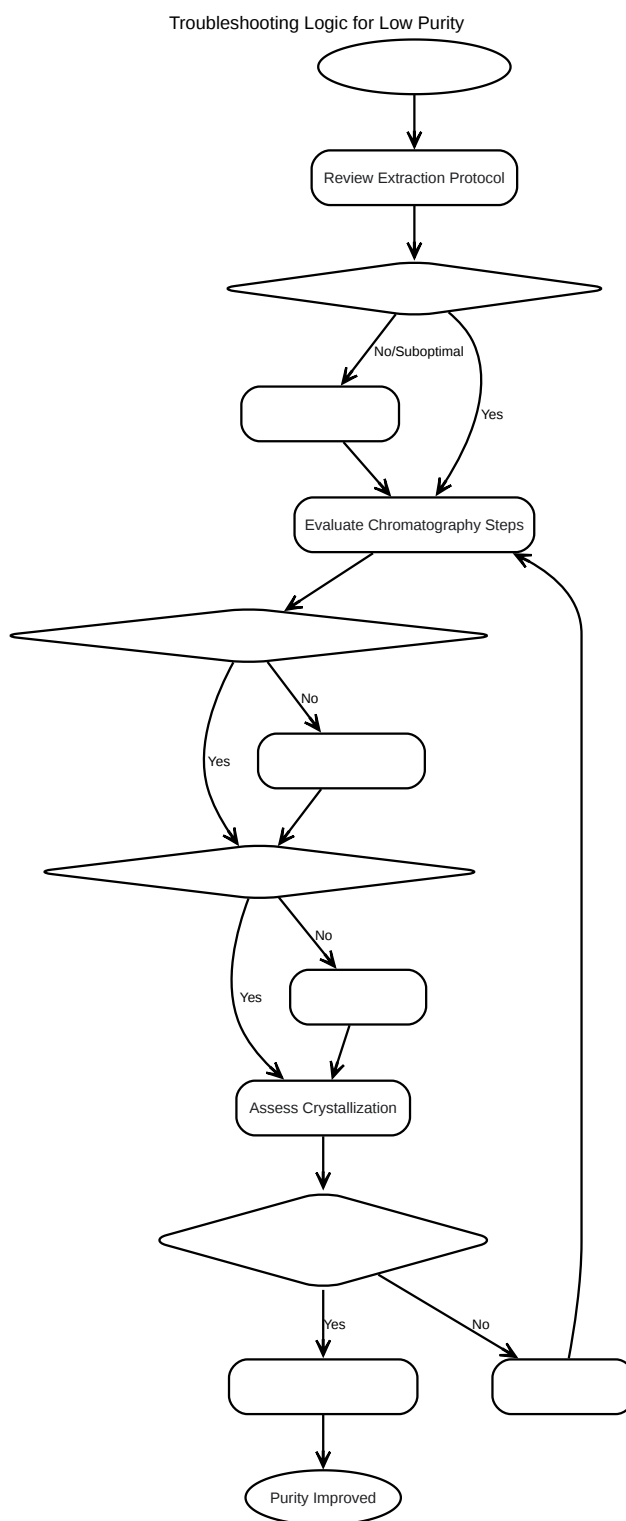 Troubleshooting Logic for Low Purity
Review Extraction Protocol
No/Suboptimal
Yes
Evaluate Chromatography Steps
No
Yes
No
Yes
Assess Crystallization
Yes
No
Purity Improved